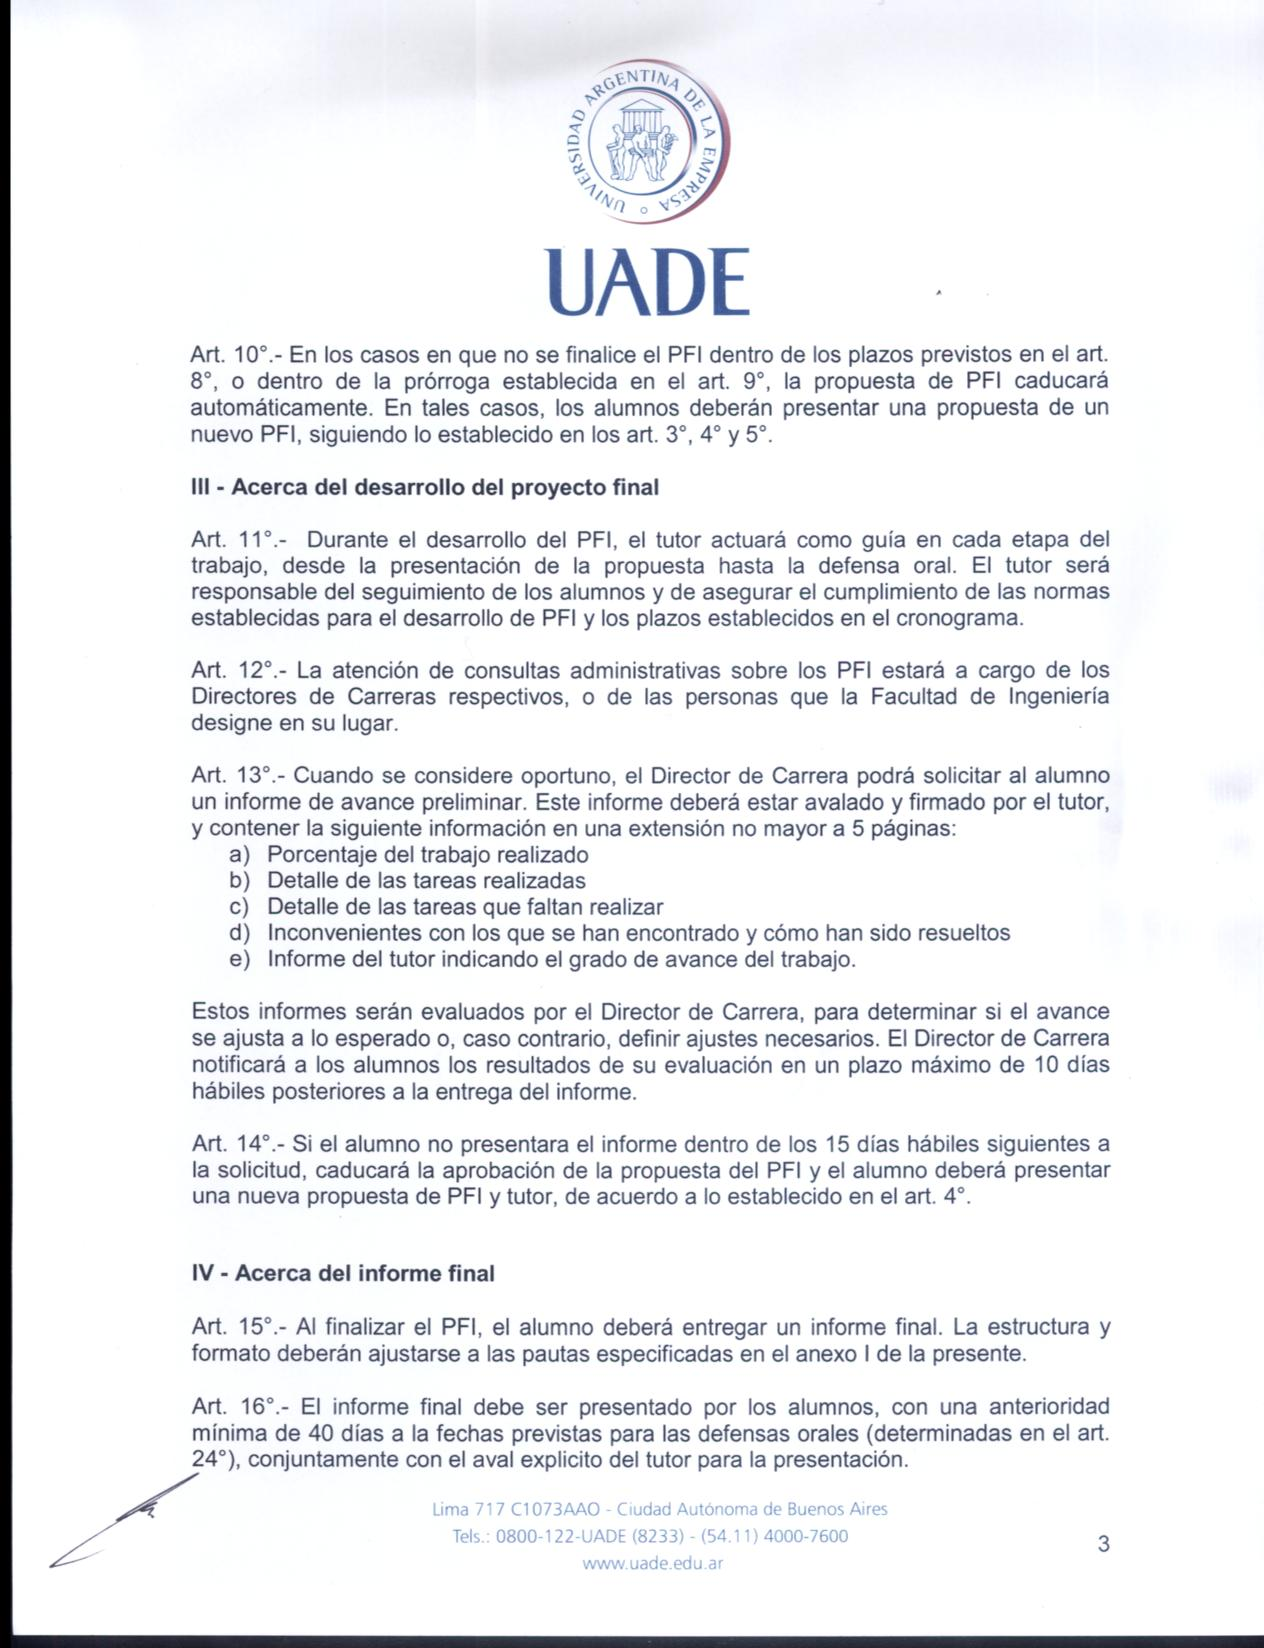 UNIVERSIDAD ARGENTINA DE LA EMPRESA
UADE
Art. 10°.- En los casos en que no se finalice el PFI dentro de los plazos previstos en el art.
8°, o dentro de la prórroga establecida en el art. 9°, la propuesta de PFI caducará
automáticamente. En tales casos, los alumnos deberán presentar una propuesta de un
nuevo PFI, siguiendo lo establecido en los art. 3°, 4° y 5°.
III - Acerca del desarrollo del proyecto final
Art. 11°.- Durante el desarrollo del PFI, el tutor actuará como guía en cada etapa del
trabajo, desde la presentación de la propuesta hasta la defensa oral. El tutor será
responsable del seguimiento de los alumnos y de asegurar el cumplimiento de las normas
establecidas para el desarrollo de PFI y los plazos establecidos en el cronograma.
Art. 12°.- La atención de consultas administrativas sobre los PFI estará a cargo de los
Directores de Carreras respectivos, o de las personas que la Facultad de Ingeniería
designe en su lugar.
Art. 13°.- Cuando se considere oportuno, el Director de Carrera podrá solicitar al alumno
un informe de avance preliminar. Este informe deberá estar avalado y firmado por el tutor,
y contener la siguiente información en una extensión no mayor a 5 páginas:
a) Porcentaje del trabajo realizado
b) Detalle de las tareas realizadas
c) Detalle de las tareas que faltan realizar
d) Inconvenientes con los que se han encontrado y cómo han sido resueltos
e) Informe del tutor indicando el grado de avance del trabajo.
Estos informes serán evaluados por el Director de Carrera, para determinar si el avance
se ajusta a lo esperado o, caso contrario, definir ajustes necesarios. El Director de Carrera
notificará a los alumnos los resultados de su evaluación en un plazo máximo de 10 días
hábiles posteriores a la entrega del informe.
Art. 14°.- Si el alumno no presentara el informe dentro de los 15 días hábiles siguientes a
la solicitud, caducará la aprobación de la propuesta del PFI y el alumno deberá presentar
una nueva propuesta de PFI y tutor, de acuerdo a lo establecido en el art. 4°.
IV - Acerca del informe final
Art. 15°.- Al finalizar el PFI, el alumno deberá entregar un informe final. La estructura y
formato deberán ajustarse a las pautas especificadas en el anexo I de la presente.
Art. 16°.- El informe final debe ser presentado por los alumnos, con una anterioridad
mínima de 40 días a la fechas previstas para las defensas orales (determinadas en el art.
24°), conjuntamente con el aval explicito del tutor para la presentación.
Lima 717 C1073AAO - Ciudad Autónoma de Buenos Aires
Tels.: 0800-122-UADE (8233) - (54.11) 4000-7600
www.uade.edu.ar
3